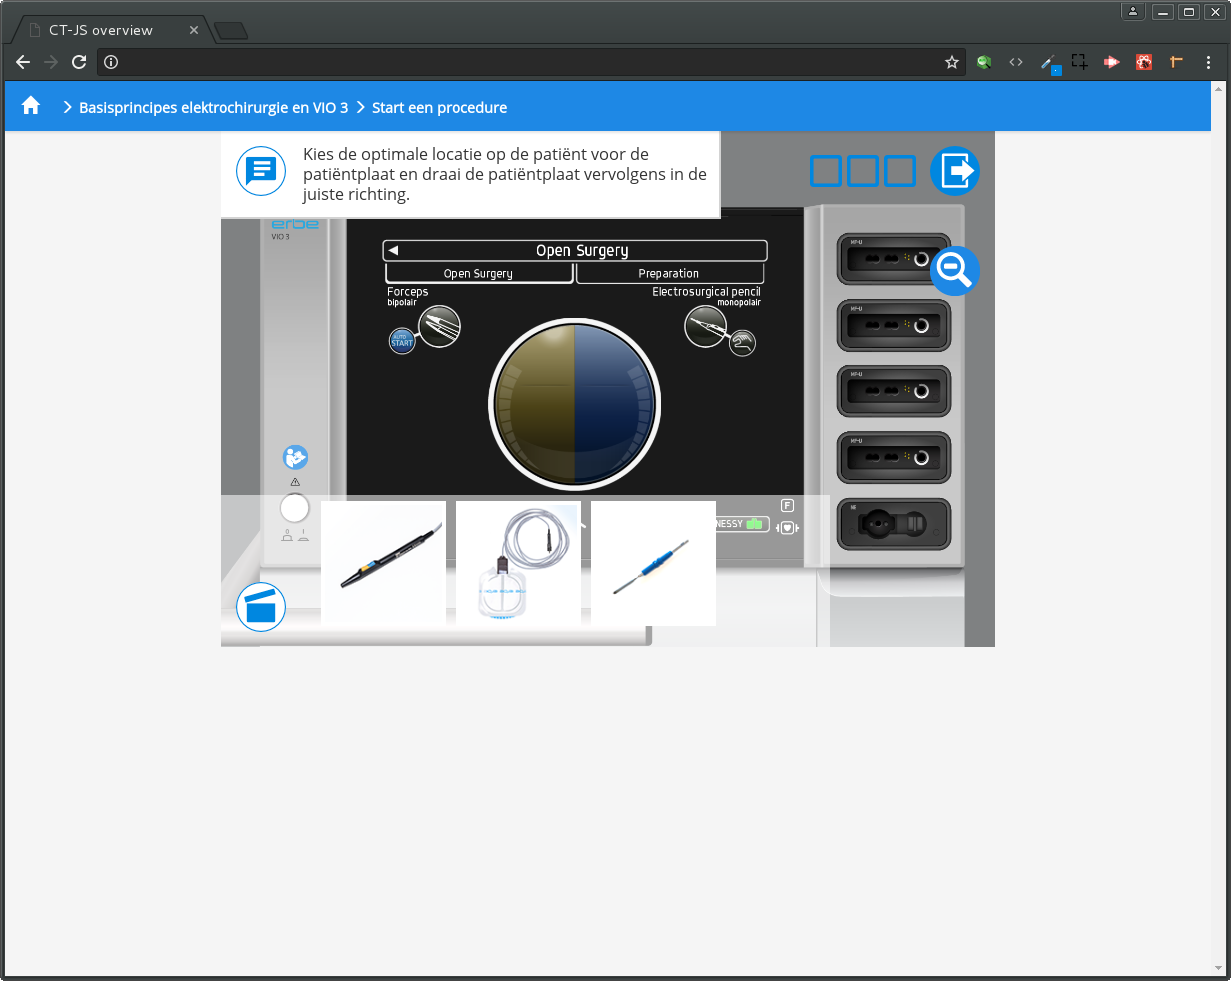 CT-JS overview
Basisprincipes elektrochirurgie en VIO 3
Start een procedure
Kies de optimale locatie op de patiënt voor de
patiëntplaat en draai de patiëntplaat vervolgens in de
juiste richting.
erbe
VIO 3
Open Surgery
Open Surgery
Preparation
Forceps
bipolair
Electrosurgical pencil
monopolair
AUTO
START
MF-U
MF-U
MF-U
MF-U
NE
0 1
NESSY
F